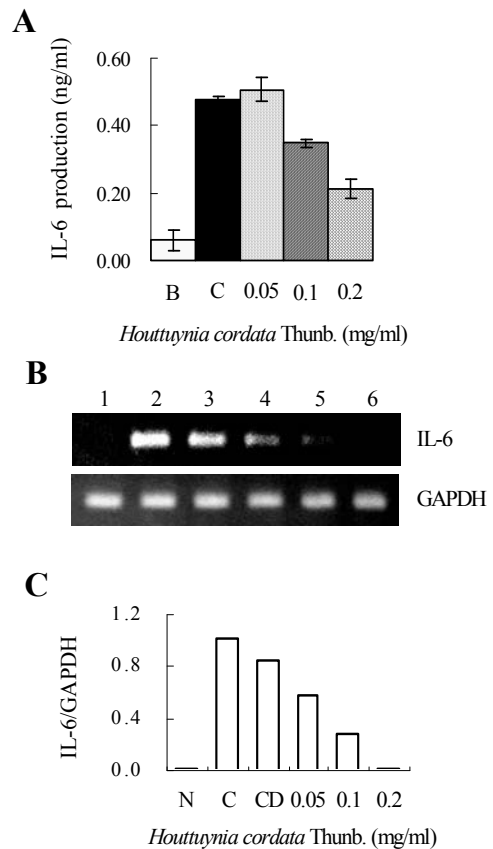 A
IL-6 production (ng/ml)
0.60
0.40
0.20
0.00
B C 0.05 0.1 0.2
Houttuynia cordata Thunb. (mg/ml)
B
1 2 3 4 5 6
IL-6
GAPDH
C
IL-6/GAPDH
1.2
0.8
0.4
0.0
N C CD 0.05 0.1 0.2
Houttuynia cordata Thunb. (mg/ml)